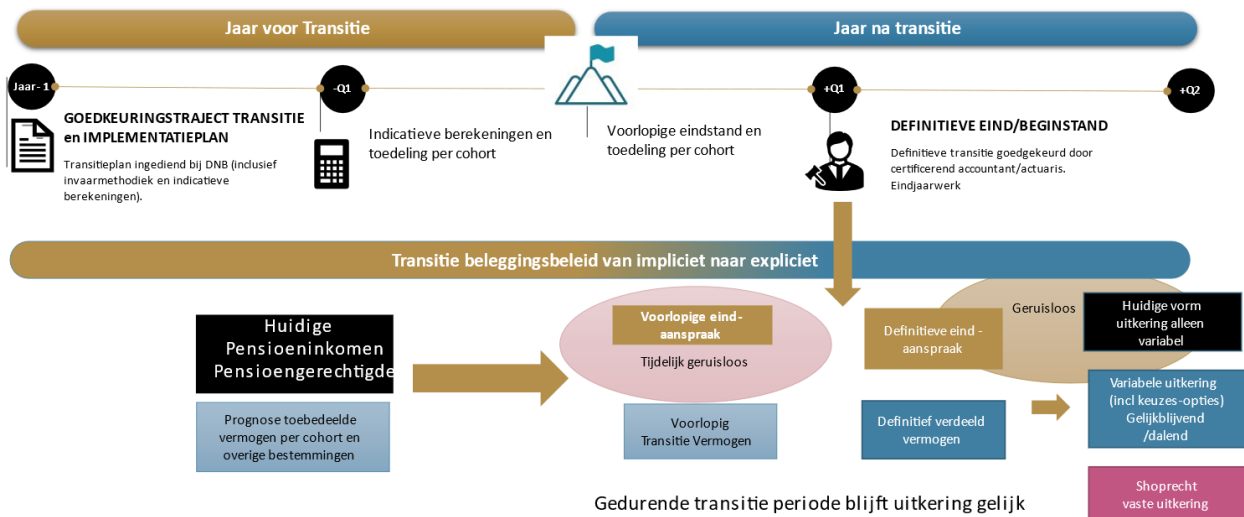 Jaar voor Transitie
Jaar na transitie
Jaar- 1
-Q1
+Q1
+Q2
GOEDKEURINGSTRAJECT TRANSITIE
en IMPLEMENTATIEPLAN
Transitieplan ingediend bij DNB (inclusief
invaarmethodiek en indicatieve
berekeningen).
Indicatieve berekeningen en
toedeling per cohort
Voorlopige eindstand en
toedeling per cohort
DEFINITIEVE EIND/BEGINSTAND
Definitieve transitie goedgekeurd door
certificerend accountant/actuaris.
Eindjaarwerk
Transitie beleggingsbeleid van impliciet naar expliciet
Huidige
Pensioeninkomen
Pensioengerechtigde
Prognose toebedeelde
vermogen per cohort en
overige bestemmingen
Voorlopige eind-
aanspraak
Tijdelijk geruisloos
Voorlopig
Transitie Vermogen
Definitieve eind -
aanspraak
Definitief verdeeld
vermogen
Geruisloos
Huidige vorm
uitkering alleen
variabel
Variabele uitkering
(incl keuzes-opties)
Gelijkblijvend
/dalend
Shoprecht
vaste uitkering
Gedurende transitie periode blijft uitkering gelijk